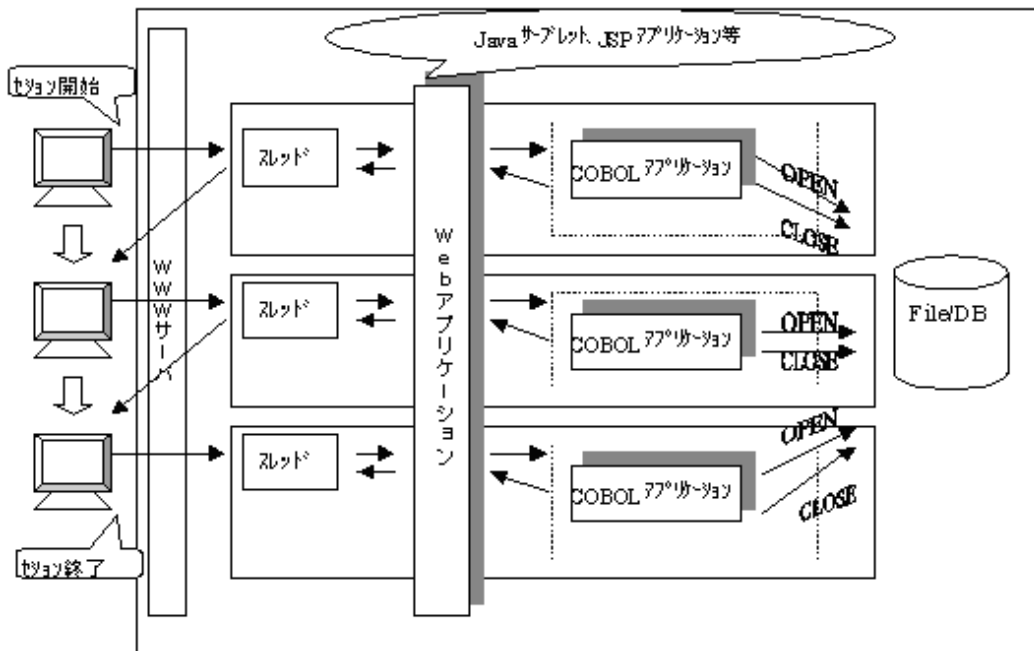 Javaｻｰﾌﾞﾚｯﾄ、JSPｱﾌﾟﾘｹｰｼｮﾝ等
ｾｼｮﾝ開始
スレッド
COBOLｱﾌﾟﾘｹｰｼｮﾝ
OPEN
CLOSE
WWWサーバ
Webアプリケーション
スレッド
COBOLｱﾌﾟﾘｹｰｼｮﾝ
OPEN
CLOSE
File/DB
スレッド
COBOLｱﾌﾟﾘｹｰｼｮﾝ
OPEN
CLOSE
ｾｼｮﾝ終了